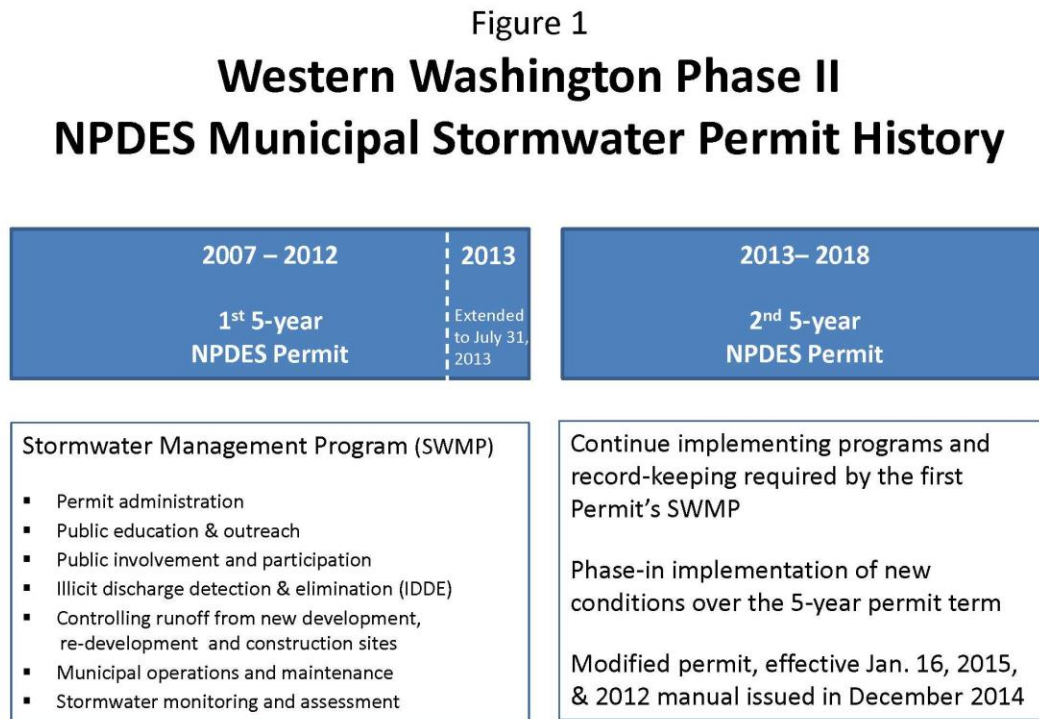 Figure 1
Western Washington Phase II
NPDES Municipal Stormwater Permit History
2007 – 2012
1st 5-year
NPDES Permit
2013
Extended
to July 31,
2013
2013– 2018
2nd 5-year
NPDES Permit
Stormwater Management Program (SWMP)
▪ Permit administration
▪ Public education & outreach
▪ Public involvement and participation
▪ Illicit discharge detection & elimination (IDDE)
▪ Controlling runoff from new development,
re-development and construction sites
▪ Municipal operations and maintenance
▪ Stormwater monitoring and assessment
Continue implementing programs and
record-keeping required by the first
Permit’s SWMP
Phase-in implementation of new
conditions over the 5-year permit term
Modified permit, effective Jan. 16, 2015,
& 2012 manual issued in December 2014